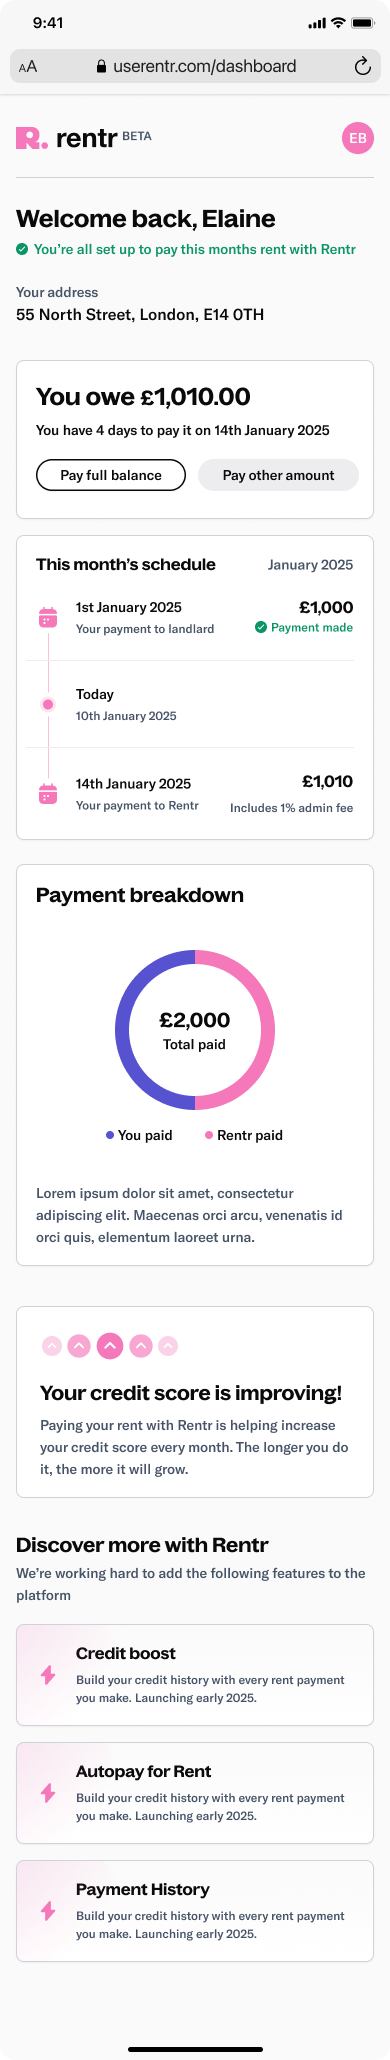 9:41
AA
userentr.com/dashboard
R. rentr BETA
EB
Welcome back, Elaine
You're all set up to pay this months rent with Rentr
Your address
55 North Street, London, E14 0TH
You owe £1,010.00
You have 4 days to pay it on 14th January 2025
Pay full balance
Pay other amount
This month's schedule
January 2025
1st January 2025
£1,000
Your payment to landlard
Payment made
Today
10th January 2025
14th January 2025
£1,010
Your payment to Rentr
Includes 1% admin fee
Payment breakdown
£2,000
Total paid
You paid
Rentr paid
Lorem ipsum dolor sit amet, consectetur
adipiscing elit. Maecenas orci arcu, venenatis id
orci quis, elementum laoreet urna.
Your credit score is improving!
Paying your rent with Rentr is helping increase
your credit score every month. The longer you do
it, the more it will grow.
Discover more with Rentr
We're working hard to add the following features to the
platform
Credit boost
Build your credit history with every rent payment
you make. Launching early 2025.
Autopay for Rent
Build your credit history with every rent payment
you make. Launching early 2025.
Payment History
Build your credit history with every rent payment
you make. Launching early 2025.